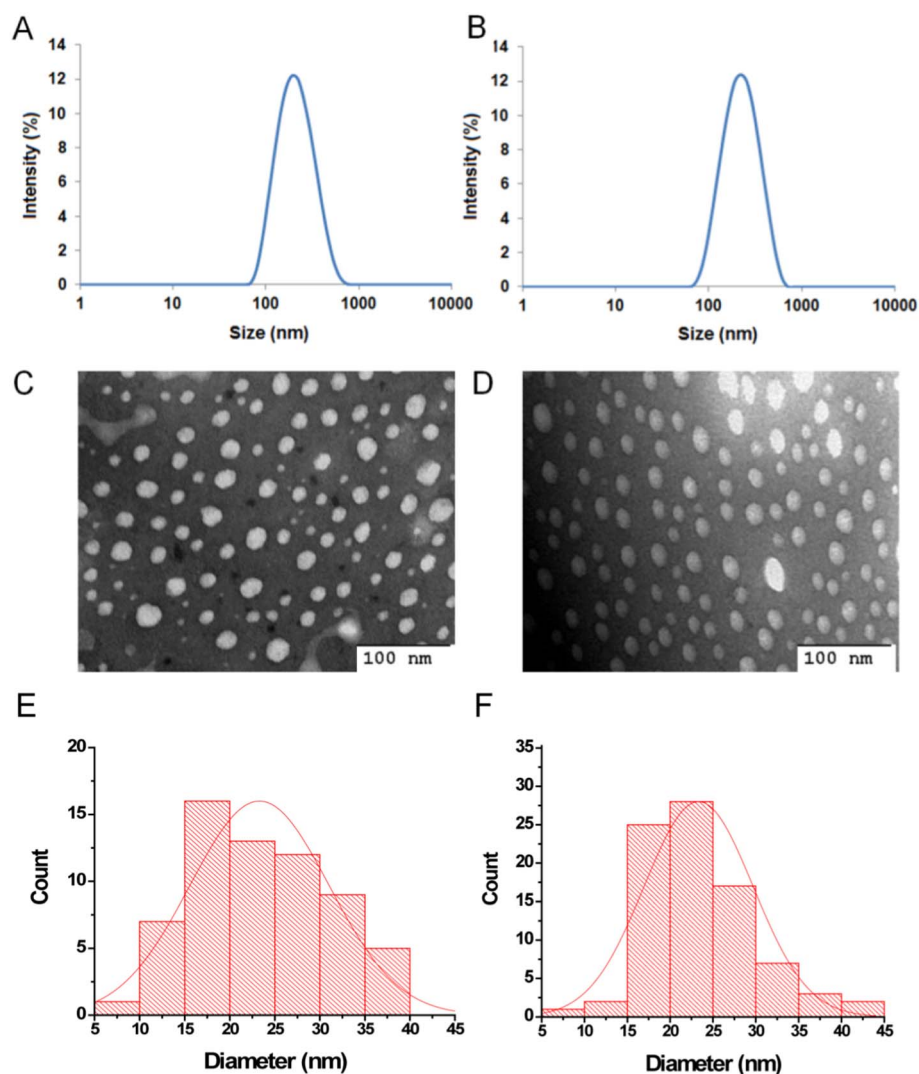 A
Intensity (%)
14
12
10
8
6
4
2
0
1 10 100 1000 10000
Size (nm)
B
Intensity (%)
14
12
10
8
6
4
2
0
1 10 100 1000 10000
Size (nm)
C
100 nm
D
100 nm
E
Count
20
15
10
5
0
5 10 15 20 25 30 35 40 45
Diameter (nm)
F
Count
35
30
25
20
15
10
5
0
5 10 15 20 25 30 35 40 45
Diameter (nm)